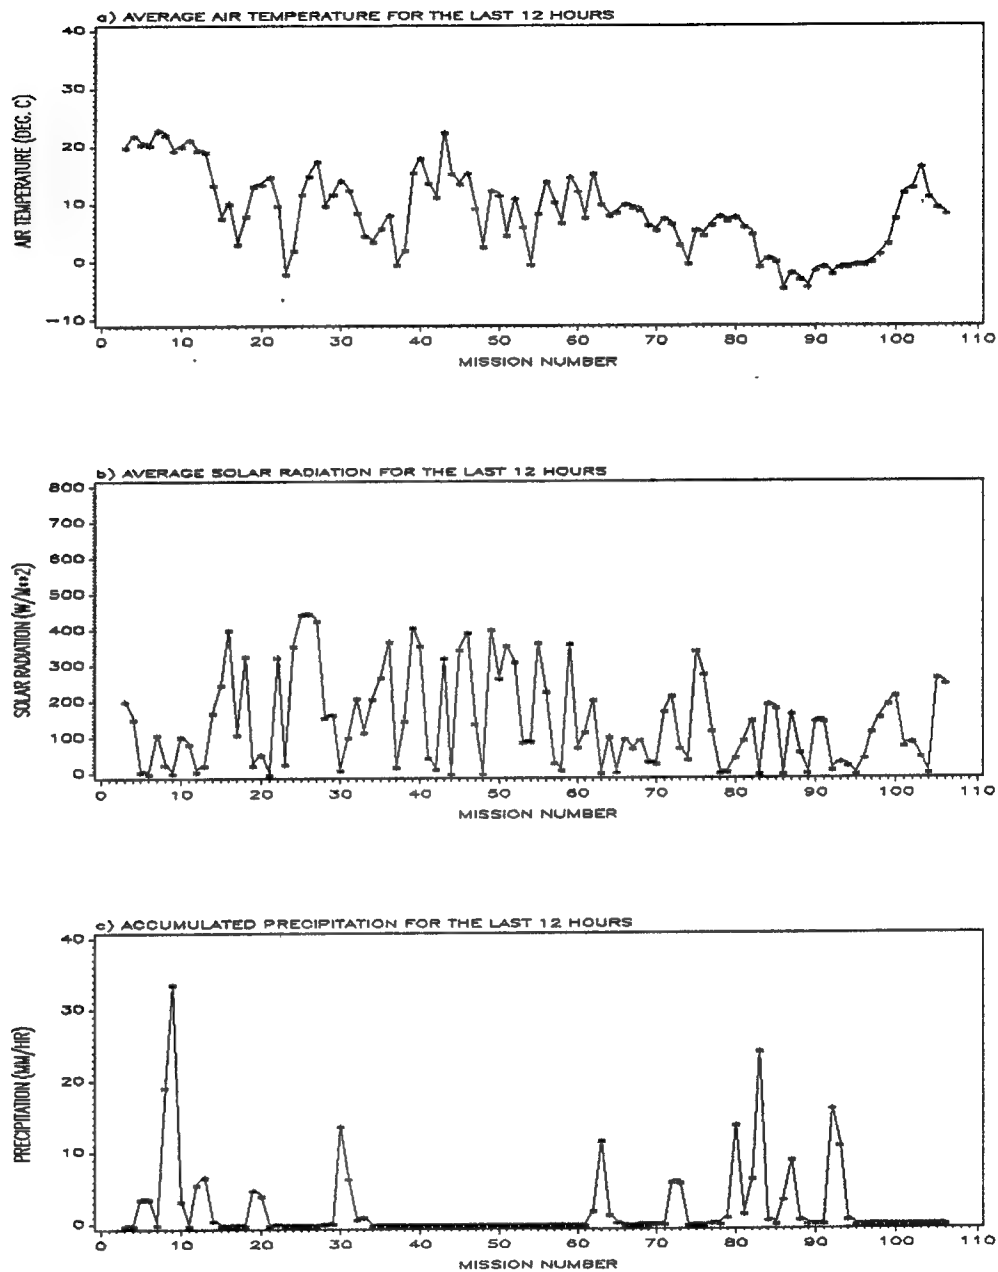 a) AVERAGE AIR TEMPERATURE FOR THE LAST 12 HOURS
40
30
20
10
0
-10
AIR TEMPERATURE (DEG. C)
0 10 20 30 40 50 60 70 80 90 100 110
MISSION NUMBER
b) AVERAGE SOLAR RADIATION FOR THE LAST 12 HOURS
800
700
600
500
400
300
200
100
0
SOLAR RADIATION (W/M**2)
0 10 20 30 40 50 60 70 80 90 100 110
MISSION NUMBER
c) ACCUMULATED PRECIPITATION FOR THE LAST 12 HOURS
40
30
20
10
0
PRECIPITATION (MM/HR)
0 10 20 30 40 50 60 70 80 90 100 110
MISSION NUMBER